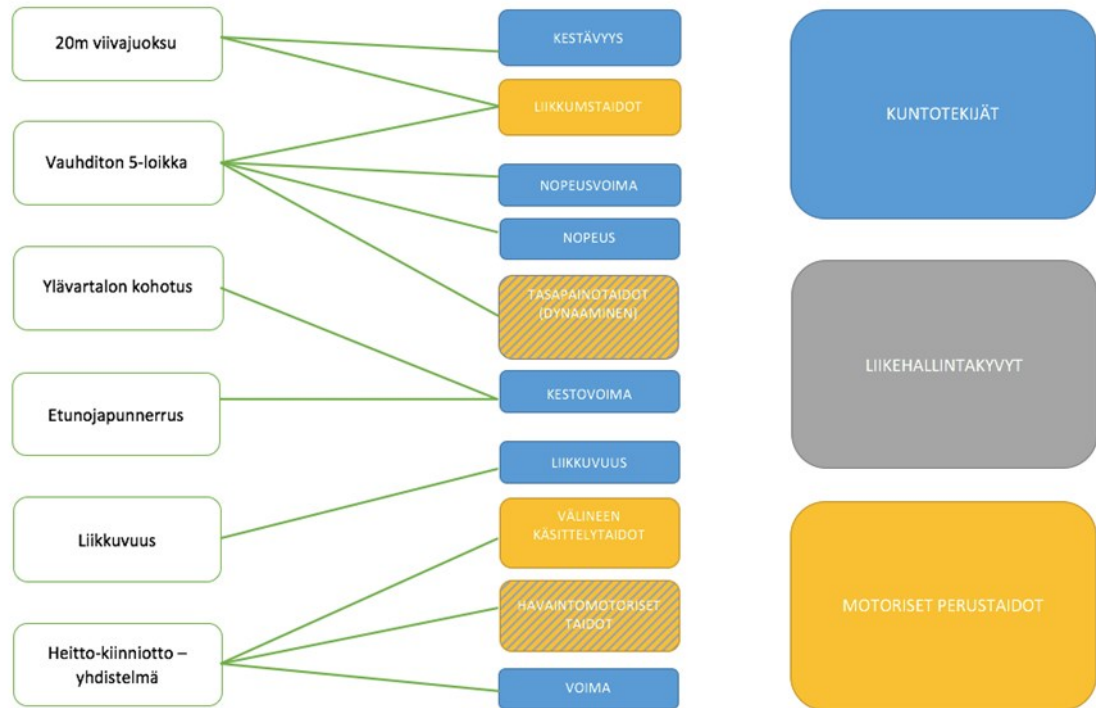 20m viivajuoksu
Vauhditon 5-loikka
Ylävartalon kohotus
Etunojapunnerrus
Liikkuvuus
Heitto-kiinniotto –
yhdistelmä
KESTÄVYYS
LIIKKUMSTAIDOT
NOPEUSVOIMA
NOPEUS
TASAPAINOTAIDOT
(DYNAAMINEN)
KESTOVOIMA
LIIKKUVUUS
VÄLINEEN
KÄSITTELYTAIDOT
HAVAINTOMOTORISET
TAIDOT
VOIMA
KUNTOTEKIJÄT
LIIKEHALLINTAKYVYT
MOTORISET PERUSTAIDOT